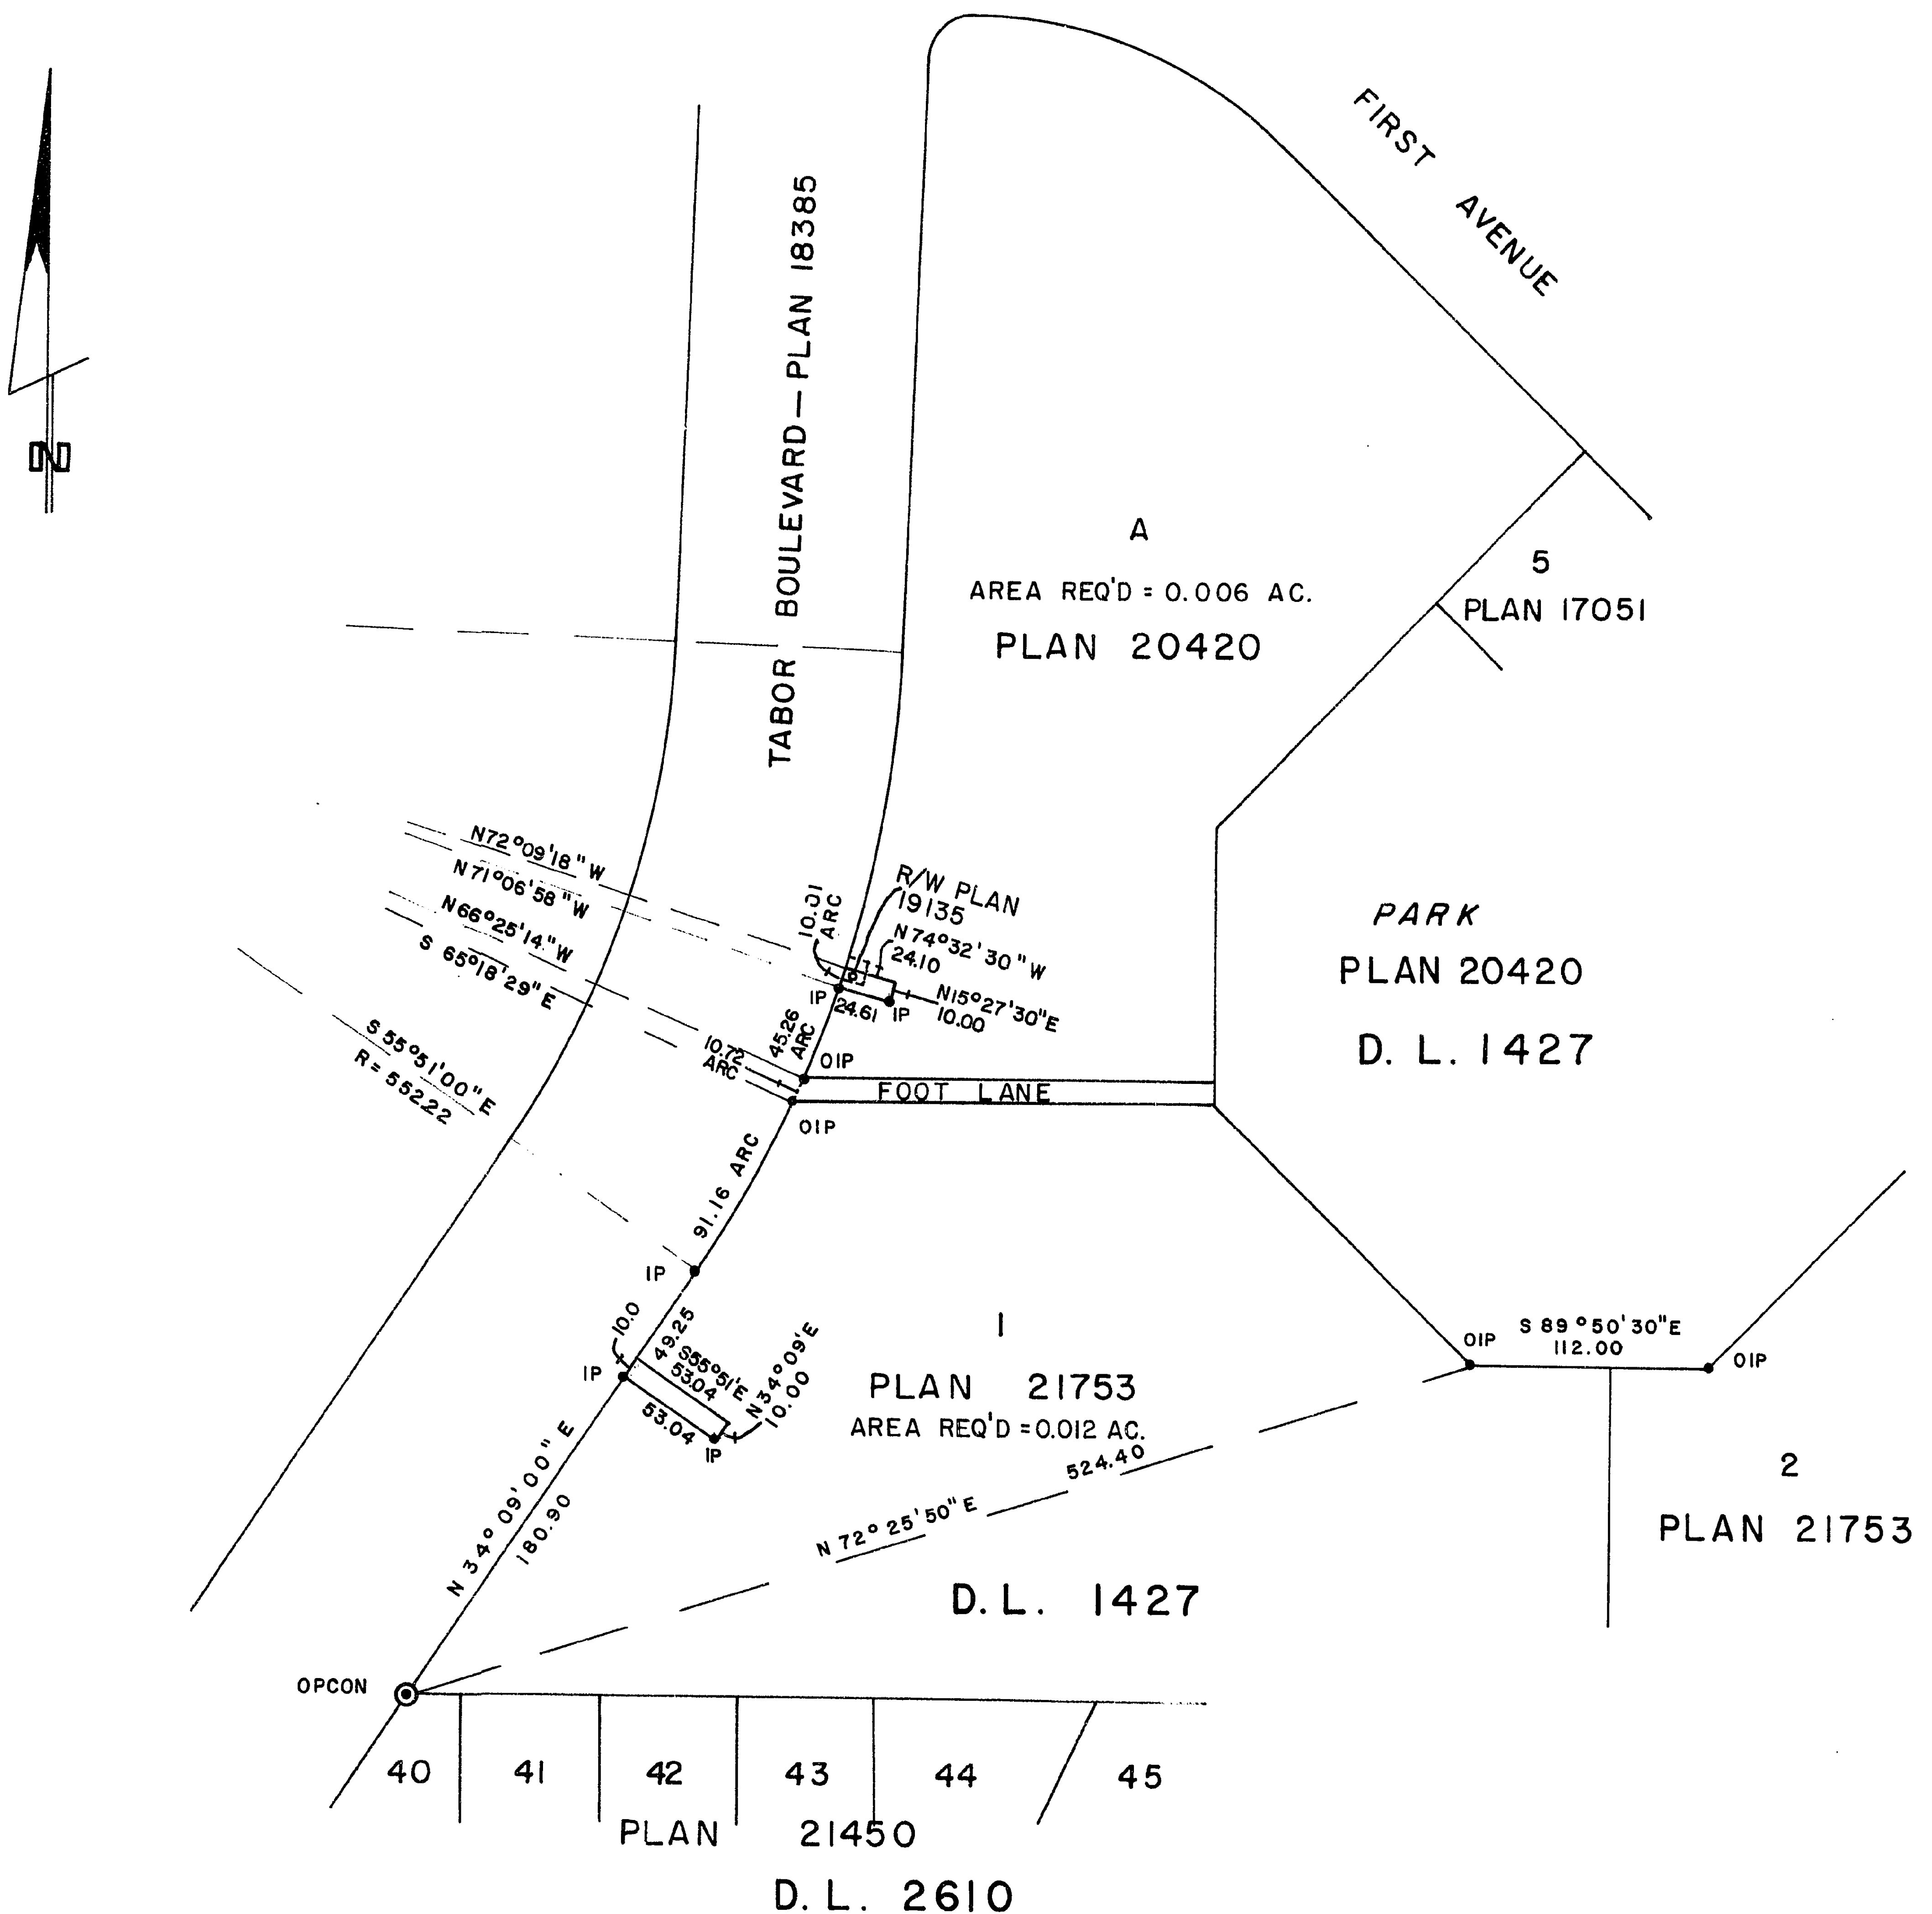 FIRST AVENUE
N
TABOR BOULEVARD—PLAN 18385
A
AREA REQ'D = 0.006 AC.
PLAN 20420
5
PLAN 17051
N72°09'18"W
N71°06'58"W
N66°25'14"W
S 65°18'29"E
S 55°51'00"E
R = 552.22
10.01
ARC
R/W PLAN
19135
N74°32'30"W
24.10
N15°27'30"E
10.00
IP
24.61
IP
45.26
ARC
10.72
ARC
OIP
FOOT LANE
OIP
PARK
PLAN 20420
D. L. 1427
91.16 ARC
IP
10.0
49.25
S55°51'E
53.04
N34°09'E
10.00
IP
53.04
IP
1
PLAN 21753
AREA REQ'D = 0.012 AC.
OIP
S 89°50'30"E
112.00
OIP
524.40
N 72° 25'50"E
2
PLAN 21753
N 34° 09' 00" E
180.90
D. L. 1427
OPCON
40
41
42
43
44
45
PLAN 21450
D. L. 2610